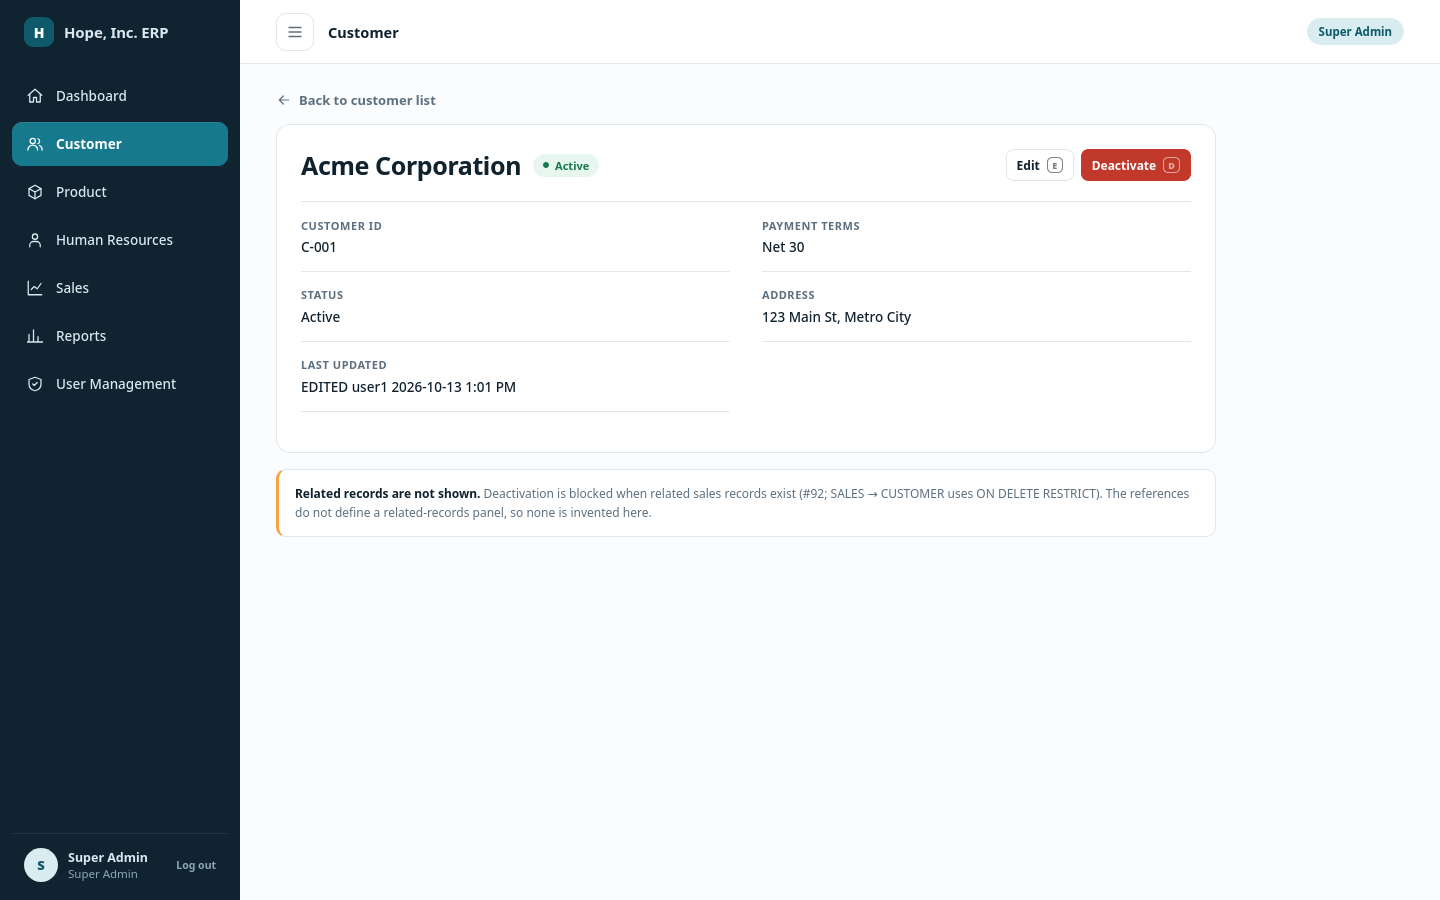 H Hope, Inc. ERP
Dashboard
Customer
Product
Human Resources
Sales
Reports
User Management
S Super Admin
Super Admin
Log out
Customer
Super Admin
← Back to customer list
Acme Corporation
Active
Edit E
Deactivate D
CUSTOMER ID
C-001
PAYMENT TERMS
Net 30
STATUS
Active
ADDRESS
123 Main St, Metro City
LAST UPDATED
EDITED user1 2026-10-13 1:01 PM
Related records are not shown. Deactivation is blocked when related sales records exist (#92; SALES → CUSTOMER uses ON DELETE RESTRICT). The references
do not define a related-records panel, so none is invented here.